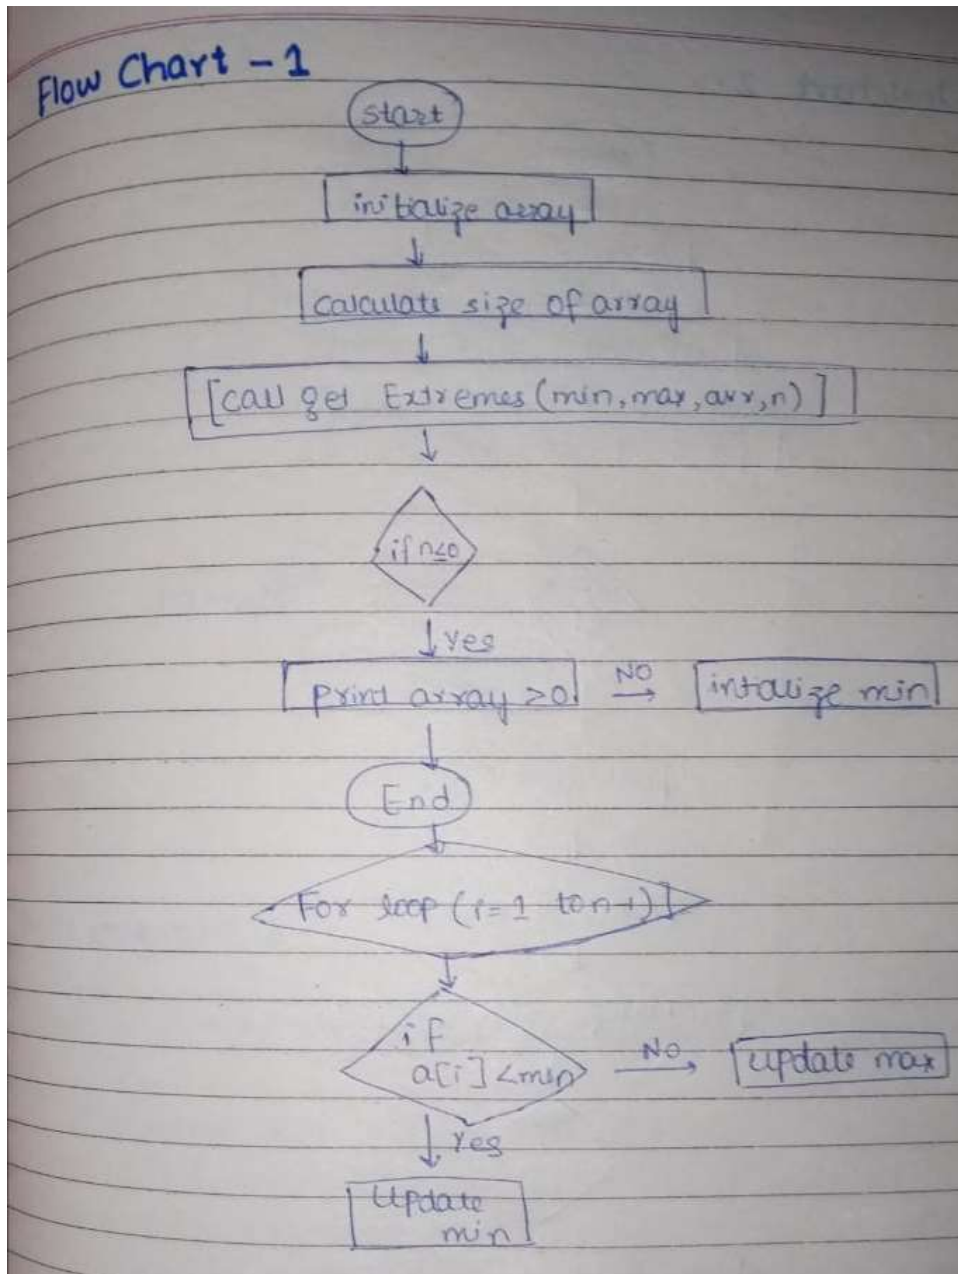 Flow Chart - 1
start
initialize array
calculate size of array
[call get Extremes (min, max, arr, n) ]
if n≤0
Yes
print array >0 NO intalize min
End
For loop (i= 1 to n-1)
if
a[i] <min NO update max
Yes
Update
min